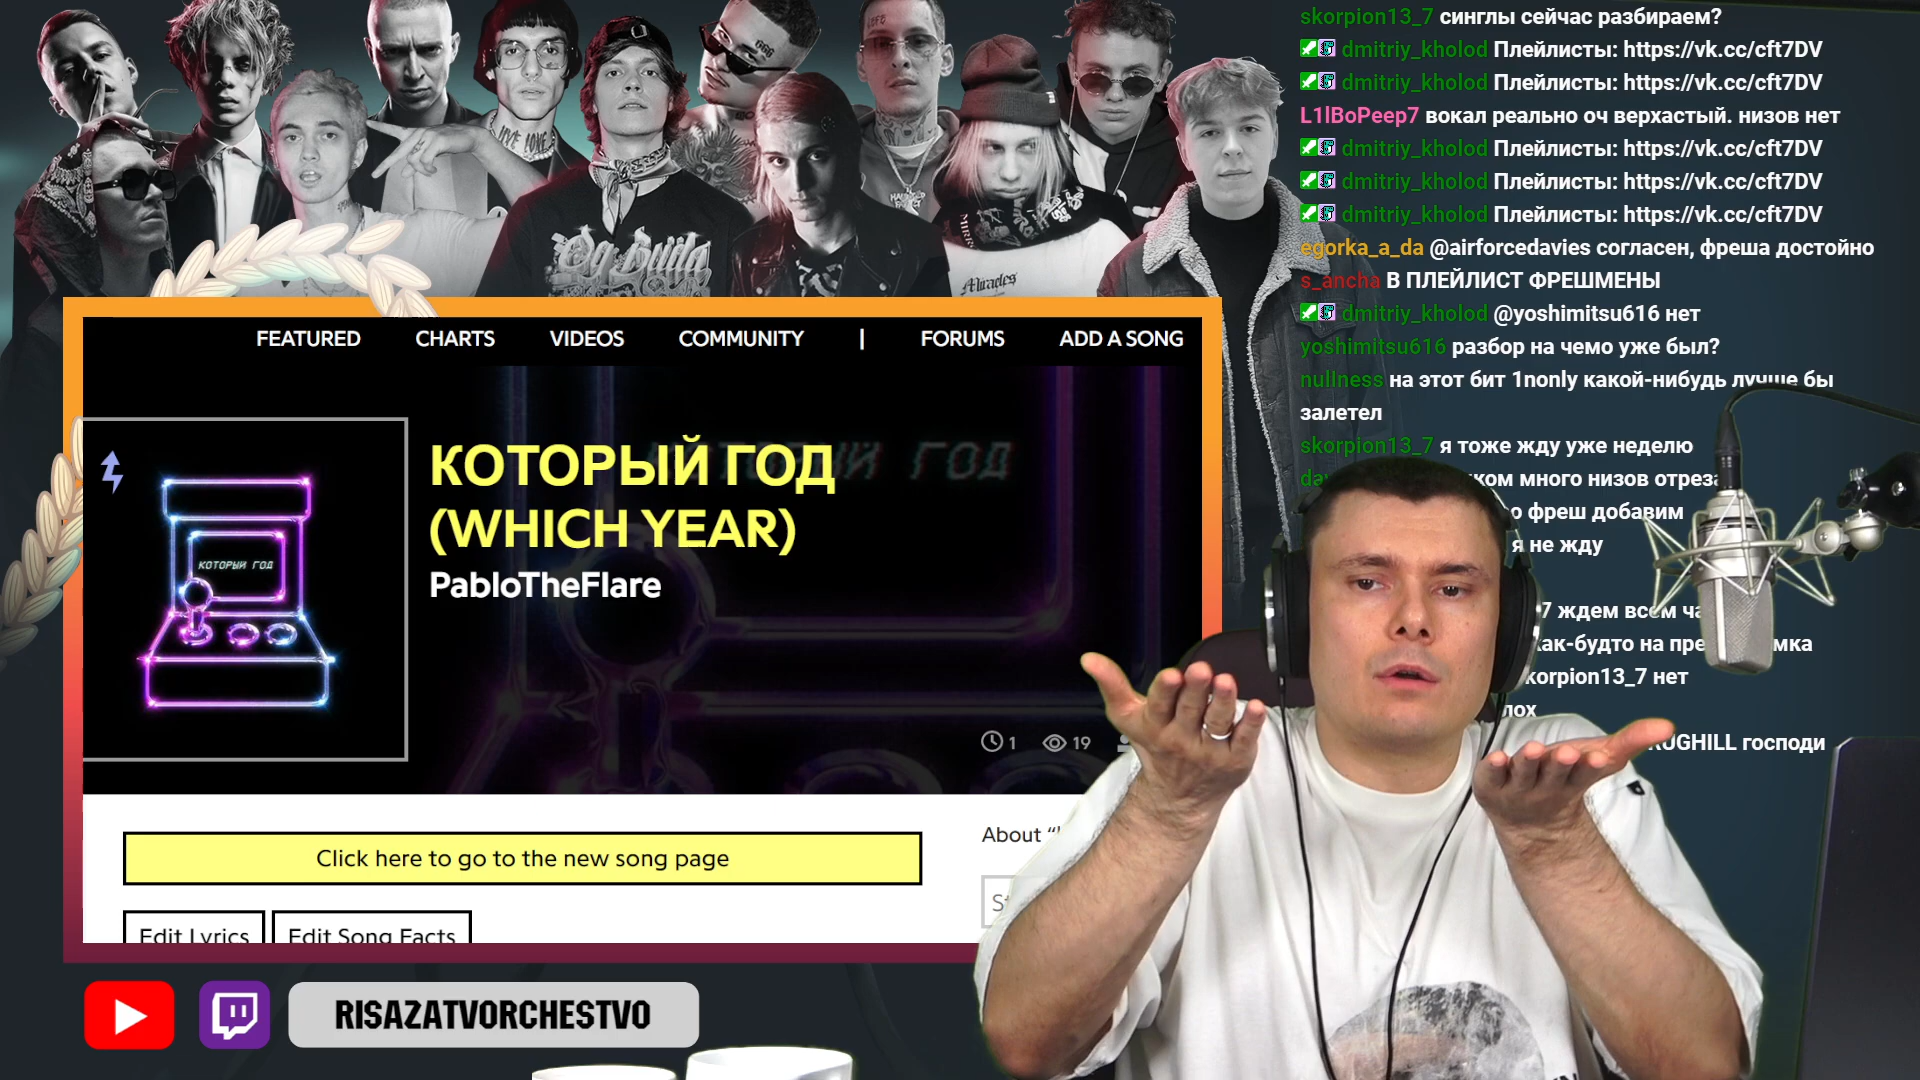 skorpion13_7 синглы сейчас разбираем?
dmitriy_kholod Плейлисты: https://vk.cc/cft7DV
dmitriy_kholod Плейлисты: https://vk.cc/cft7DV
L1lBoPeep7 вокал реально оч верхастый. низов нет
dmitriy_kholod Плейлисты: https://vk.cc/cft7DV
dmitriy_kholod Плейлисты: https://vk.cc/cft7DV
dmitriy_kholod Плейлисты: https://vk.cc/cft7DV
egorka_a_da @airforcedavies согласен, фреша достойно
s_ancha В ПЛЕЙЛИСТ ФРЕШМЕНЫ
dmitriy_kholod @yoshimitsu616 нет
yoshimitsu616 разбор на чемо уже был?
nullness на этот бит 1nonly какой-нибудь лучше бы
залетел
skorpion13_7 я тоже жду уже неделю
много низов отреза
фреш добавим
я не жду
7 ждем всем ча
как-будто на пре
korpion13_7 нет
лох
RUGHILL господи
FEATURED CHARTS VIDEOS COMMUNITY | FORUMS ADD A SONG
КОТОРЫЙ ГОД
(WHICH YEAR)
PabloTheFlare
КОТОРЫЙ ГОД
1 19
Click here to go to the new song page
About
Edit Lyrics Edit Song Facts
RISAZATVORCHESTVO